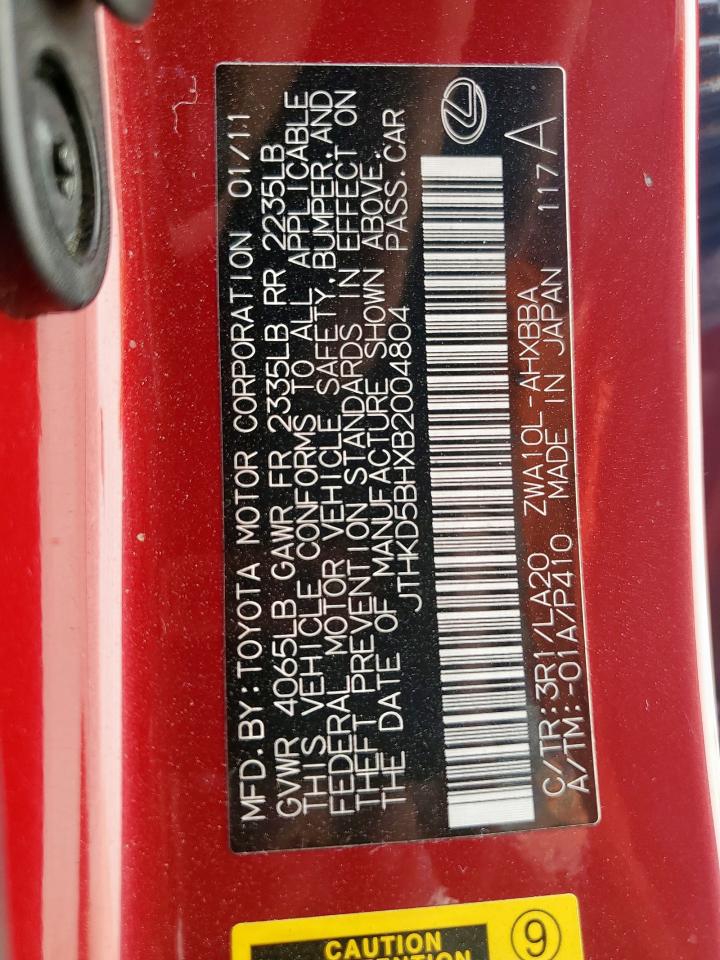 MFD.BY:TOYOTA MOTOR CORPORATION 01/11
GVWR 4065LB GAWR FR 2335LB RR 2235LB
THIS VEHICLE CONFORMS TO ALL APPLICABLE
FEDERAL MOTOR VEHICLE SAFETY,BUMPER,AND
THEFT PREVENTION STANDARDS IN EFFECT ON
THE DATE OF MANUFACTURE SHOWN ABOVE.
JTHKD5BHXB2004804 PASS.CAR
C/TR:3R1/LA20 ZWA10L-AHXBBA 117A
A/TM:-01A/P410 MADE IN JAPAN
CAUTION
9